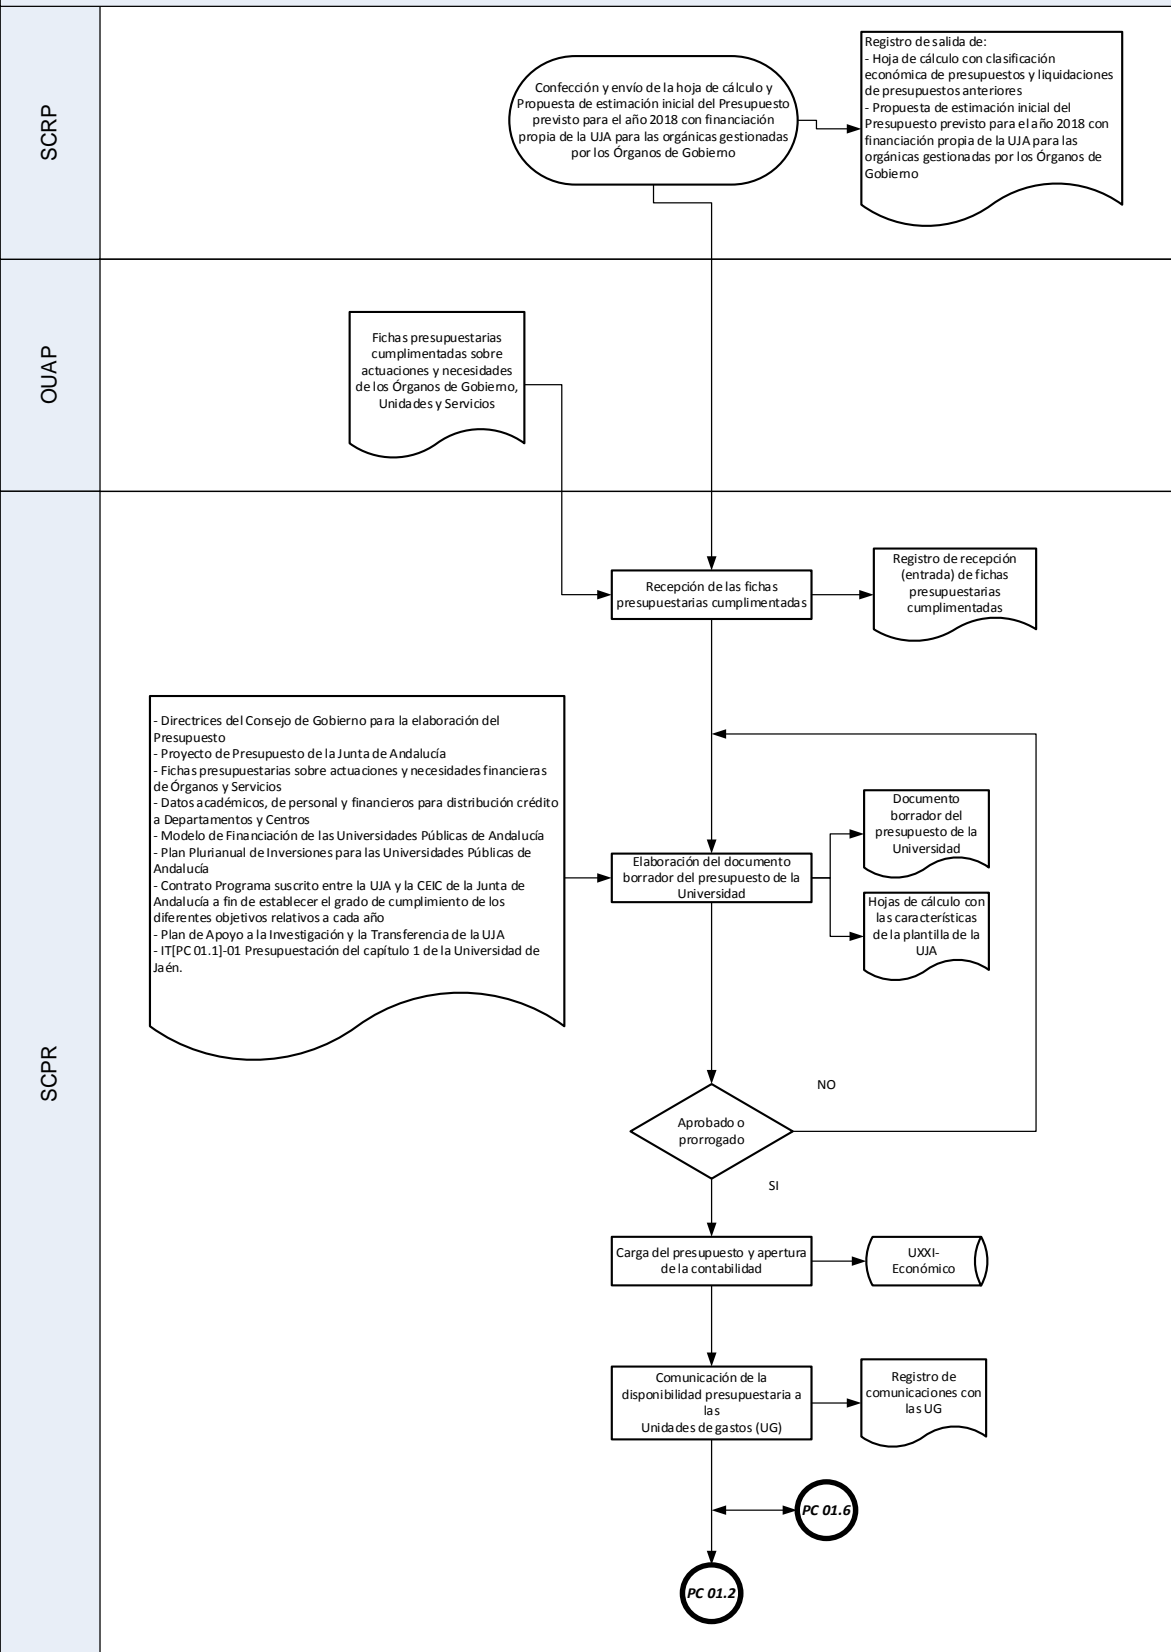 SCRP
Confección y envío de la hoja de cálculo y
Propuesta de estimación inicial del Presupuesto
previsto para el año 2018 con financiación
propia de la UJA para las orgánicas gestionadas
por los Órganos de Gobierno
Registro de salida de:
- Hoja de cálculo con clasificación
económica de presupuestos y liquidaciones
de presupuestos anteriores
- Propuesta de estimación inicial del
Presupuesto previsto para el año 2018 con
financiación propia de la UJA para las
orgánicas gestionadas por los Órganos de
Gobierno
OUAP
Fichas presupuestarias
cumplimentadas sobre
actuaciones y necesidades
de los Órganos de Gobierno,
Unidades y Servicios
SCPR
Recepción de las fichas
presupuestarias cumplimentadas
Registro de recepción
(entrada) de fichas
presupuestarias
cumplimentadas
- Directrices del Consejo de Gobierno para la elaboración del
Presupuesto
- Proyecto de Presupuesto de la Junta de Andalucía
- Fichas presupuestarias sobre actuaciones y necesidades financieras
de Órganos y Servicios
- Datos académicos, de personal y financieros para distribución crédito
a Departamentos y Centros
- Modelo de Financiación de las Universidades Públicas de Andalucía
- Plan Plurianual de Inversiones para las Universidades Públicas de
Andalucía
- Contrato Programa suscrito entre la UJA y la CEIC de la Junta de
Andalucía a fin de establecer el grado de cumplimiento de los
diferentes objetivos relativos a cada año
- Plan de Apoyo a la Investigación y la Transferencia de la UJA
- IT[PC 01.1]-01 Presupuestación del capítulo 1 de la Universidad de
Jaén.
Elaboración del documento
borrador del presupuesto de la
Universidad
Documento
borrador del
presupuesto de la
Universidad
Hojas de cálculo con
las características
de la plantilla de la
UJA
NO
Aprobado o
prorrogado
SI
Carga del presupuesto y apertura
de la contabilidad
UXXI-
Económico
Comunicación de la
disponibilidad presupuestaria a
las
Unidades de gastos (UG)
Registro de
comunicaciones con
las UG
PC 01.6
PC 01.2